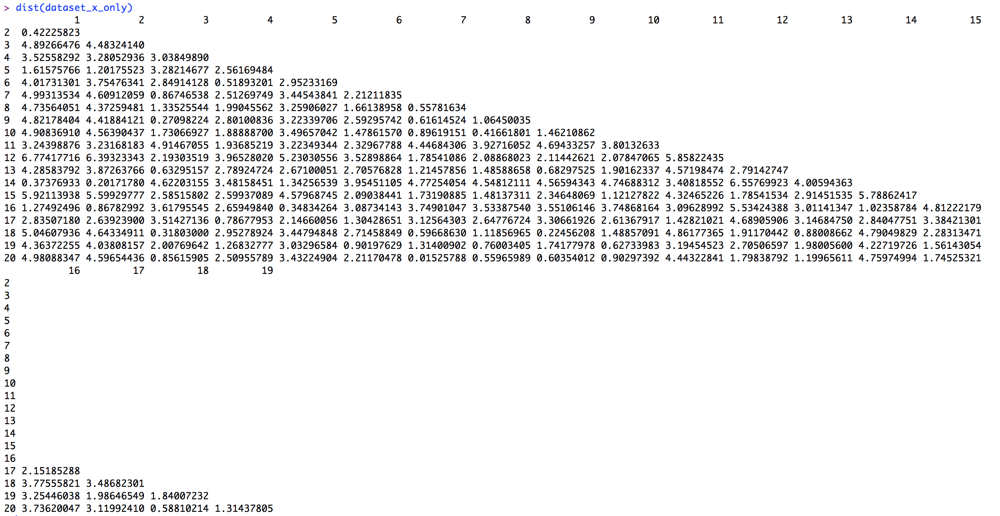 > dist(dataset_x_only)
            1          2          3          4          5          6          7          8          9         10         11         12         13         14         15
2  0.42225823
3  4.89266476 4.48324140
4  3.52558292 3.28052936 3.03849890
5  1.61575766 1.20175523 3.28214677 2.56169484
6  4.01731301 3.75476341 2.84914128 0.51893201 2.95233169
7  4.99313534 4.60912059 0.86746538 2.51269749 3.44543841 2.21211835
8  4.73564051 4.37259481 1.33525544 1.99045562 3.25906027 1.66138958 0.55781634
9  4.82178404 4.41884121 0.27098224 2.80100836 3.22339706 2.59295742 0.61614524 1.06450035
10 4.90836910 4.56390437 1.73066927 1.88888700 3.49657042 1.47861570 0.89619151 0.41661801 1.46210862
11 3.24398876 3.23168183 4.91467055 1.93685219 3.22349344 2.32967788 4.44684306 3.92716052 4.69433257 3.80132633
12 6.77417716 6.39323343 2.19303519 3.96528020 5.23030556 3.52898864 1.78541086 2.08868023 2.11442621 2.07847065 5.85822435
13 4.28583792 3.87263766 0.63295157 2.78924724 2.67100051 2.70576828 1.21457856 1.48588658 0.68297525 1.90162337 4.57198474 2.79142747
14 0.37376933 0.20171780 4.62203155 3.48158451 1.34256539 3.95451105 4.77254054 4.54812111 4.56594343 4.74688312 3.40818552 6.55769923 4.00594363
15 5.92113938 5.59929777 2.58515802 2.59937089 4.57968745 2.09038441 1.73190885 1.48137311 2.34648069 1.12127822 4.32465226 1.78541534 2.91451535 5.78862417
16 1.27492496 0.86782992 3.61795545 2.65949840 0.34834264 3.08734143 3.74901047 3.53387540 3.55106146 3.74868164 3.09628992 5.53424388 3.01141347 1.02358784 4.81222179
17 2.83507180 2.63923900 3.51427136 0.78677953 2.14660056 1.30428651 3.12564303 2.64776724 3.30661926 2.61367917 1.42821021 4.68905906 3.14684750 2.84047751 3.38421301
18 5.04607936 4.64334911 0.31803000 2.95278924 3.44794848 2.71458849 0.59668630 1.11856965 0.22456208 1.48857091 4.86177365 1.91170442 0.88008662 4.79049829 2.28313471
19 4.36372255 4.03808157 2.00769642 1.26832777 3.03296584 0.90197629 1.31400902 0.76003405 1.74177978 0.62733983 3.19454523 2.70506597 1.98005600 4.22719726 1.56143054
20 4.98088347 4.59654436 0.85615905 2.50955789 3.43224904 2.21170478 0.01525788 0.55965989 0.60354012 0.90297392 4.44322841 1.79838792 1.19965611 4.75974994 1.74525321
           16         17         18         19
2
3
4
5
6
7
8
9
10
11
12
13
14
15
16
17 2.15185288
18 3.77555821 3.48682301
19 3.25446038 1.98646549 1.84007232
20 3.73620047 3.11992410 0.58810214 1.31437805